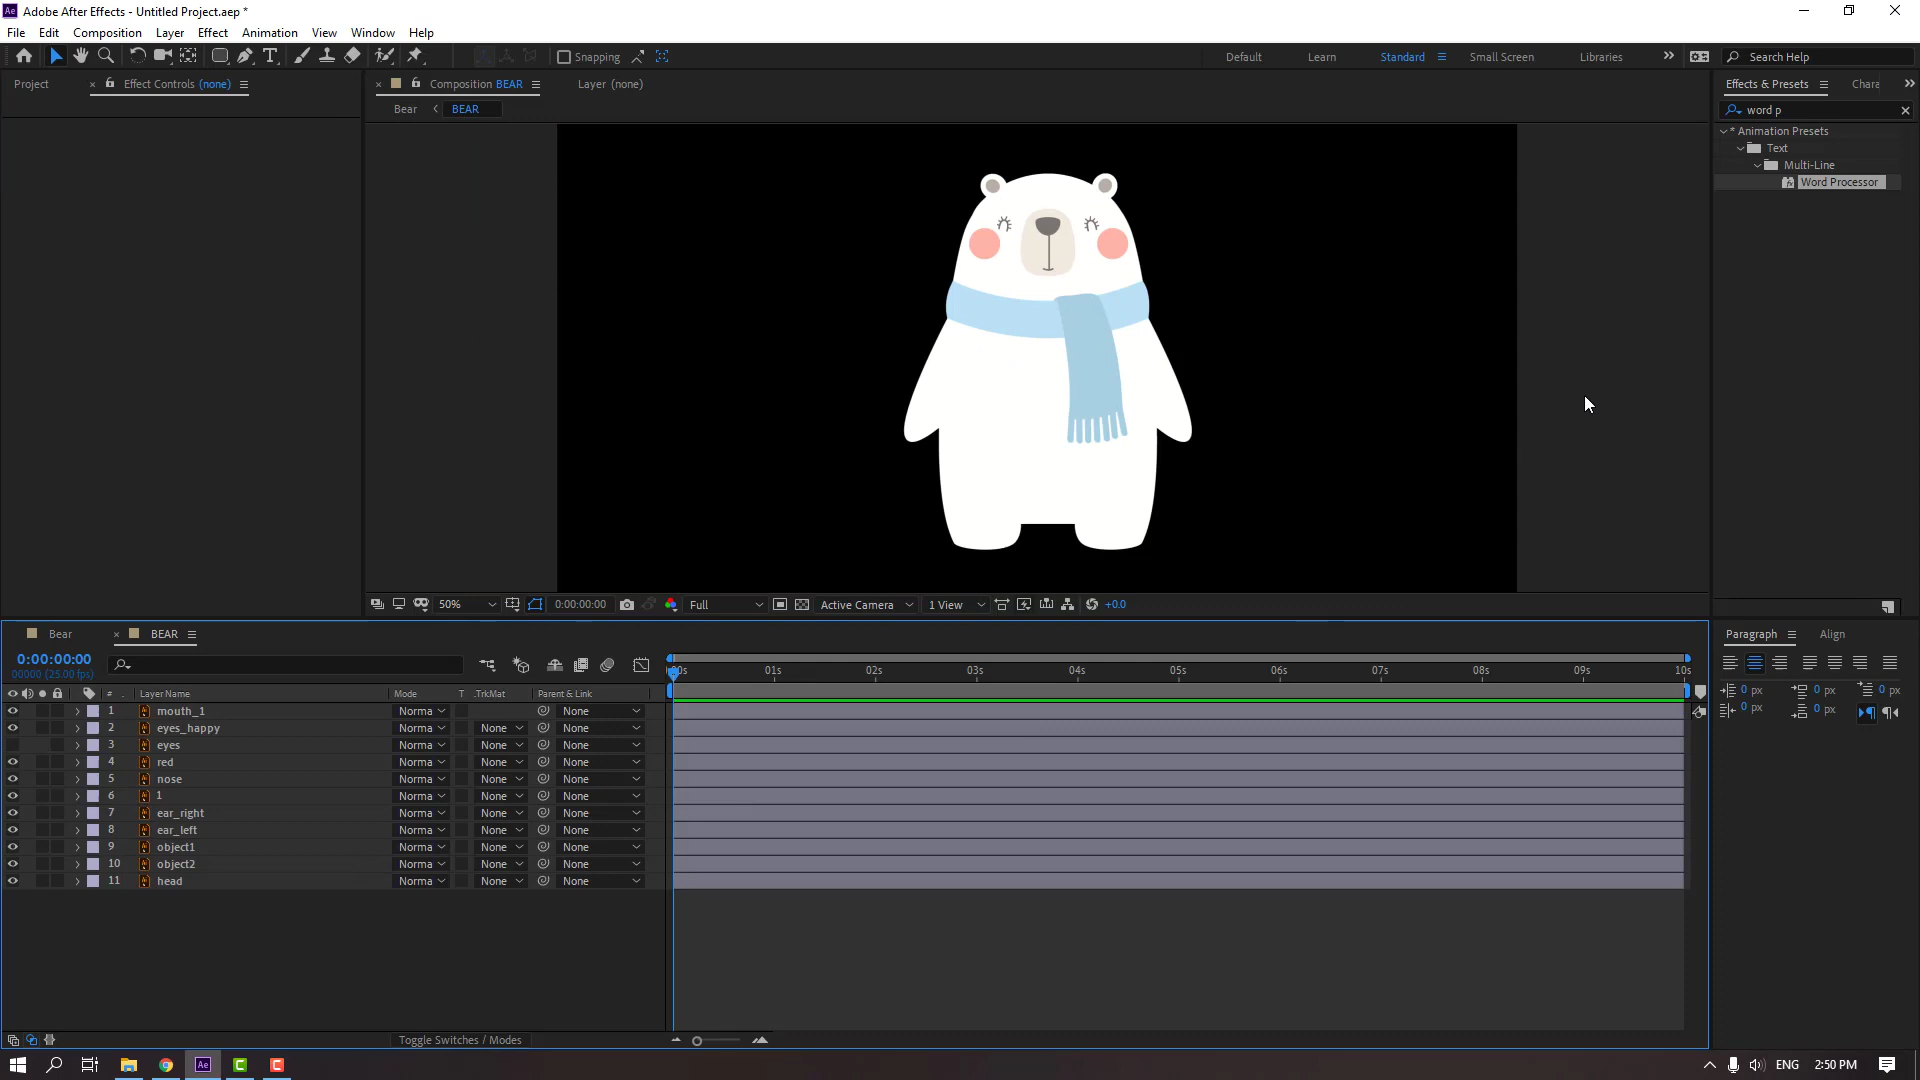 Adobe After Effects - Untitled Project.aep *
File Edit Composition Layer Effect Animation View Window Help
Snapping
Default Learn Standard Small Screen Libraries Search Help
Project Effect Controls (none) Composition BEAR Layer (none) Effects & Presets Chara
Bear BEAR
word p
* Animation Presets
Text
Multi-Line
Word Processor
50% 0:00:00:00 Full Active Camera 1 View +0.0
Bear BEAR Paragraph Align
0:00:00:00
00000 (25.00 fps)
00s 01s 02s 03s 04s 05s 06s 07s 08s 09s 10s
# . Layer Name Mode T .TrkMat Parent & Link
0 px 0 px 0 px
0 px 0 px
1 mouth_1 Norma None
2 eyes_happy Norma None None
3 eyes Norma None None
4 red Norma None None
5 nose Norma None None
6 1 Norma None None
7 ear_right Norma None None
8 ear_left Norma None None
9 object1 Norma None None
10 object2 Norma None None
11 head Norma None None
Toggle Switches / Modes
ENG 2:50 PM